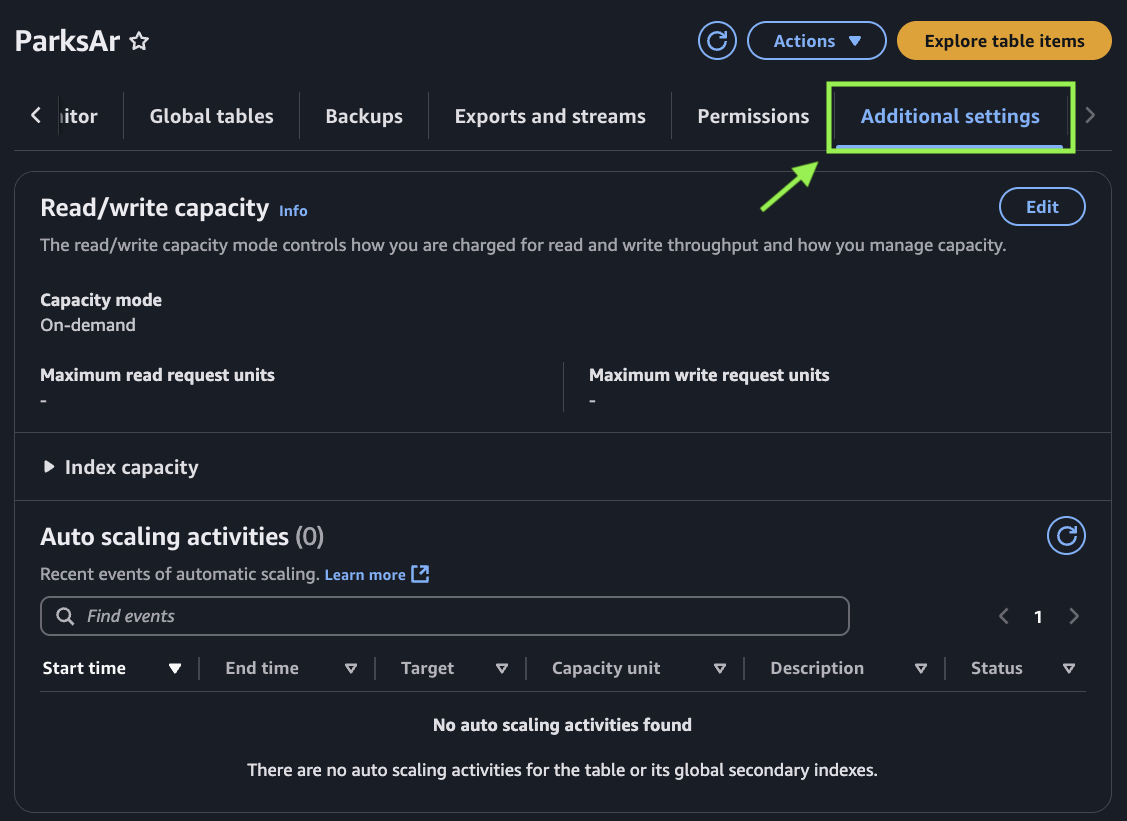 ParksAr
Actions
Explore table items
itor
Global tables
Backups
Exports and streams
Permissions
Additional settings
Read/write capacity Info
Edit
The read/write capacity mode controls how you are charged for read and write throughput and how you manage capacity.
Capacity mode
On-demand
Maximum read request units
-
Maximum write request units
-
Index capacity
Auto scaling activities (0)
Recent events of automatic scaling. Learn more
Find events
1
Start time
End time
Target
Capacity unit
Description
Status
No auto scaling activities found
There are no auto scaling activities for the table or its global secondary indexes.